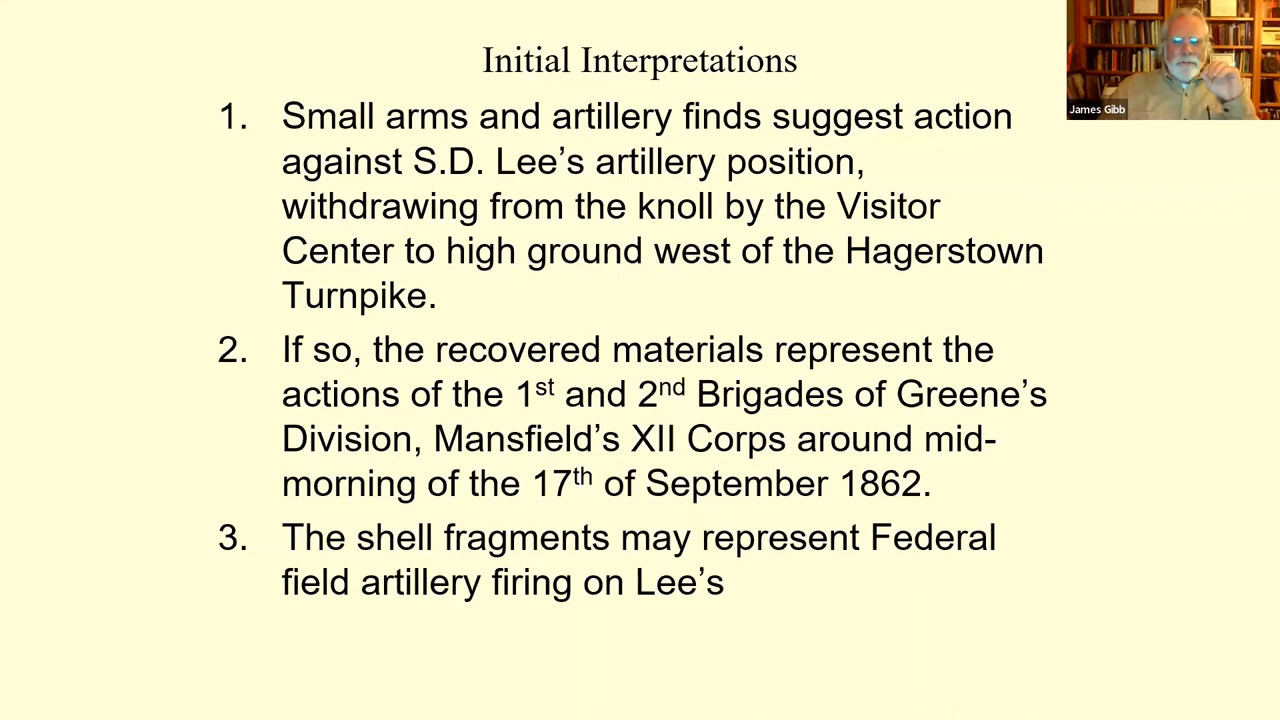 Initial Interpretations
James Gibb
1. Small arms and artillery finds suggest action
against S.D. Lee’s artillery position,
withdrawing from the knoll by the Visitor
Center to high ground west of the Hagerstown
Turnpike.
2. If so, the recovered materials represent the
actions of the 1st and 2nd Brigades of Greene’s
Division, Mansfield’s XII Corps around mid-
morning of the 17th of September 1862.
3. The shell fragments may represent Federal
field artillery firing on Lee’s